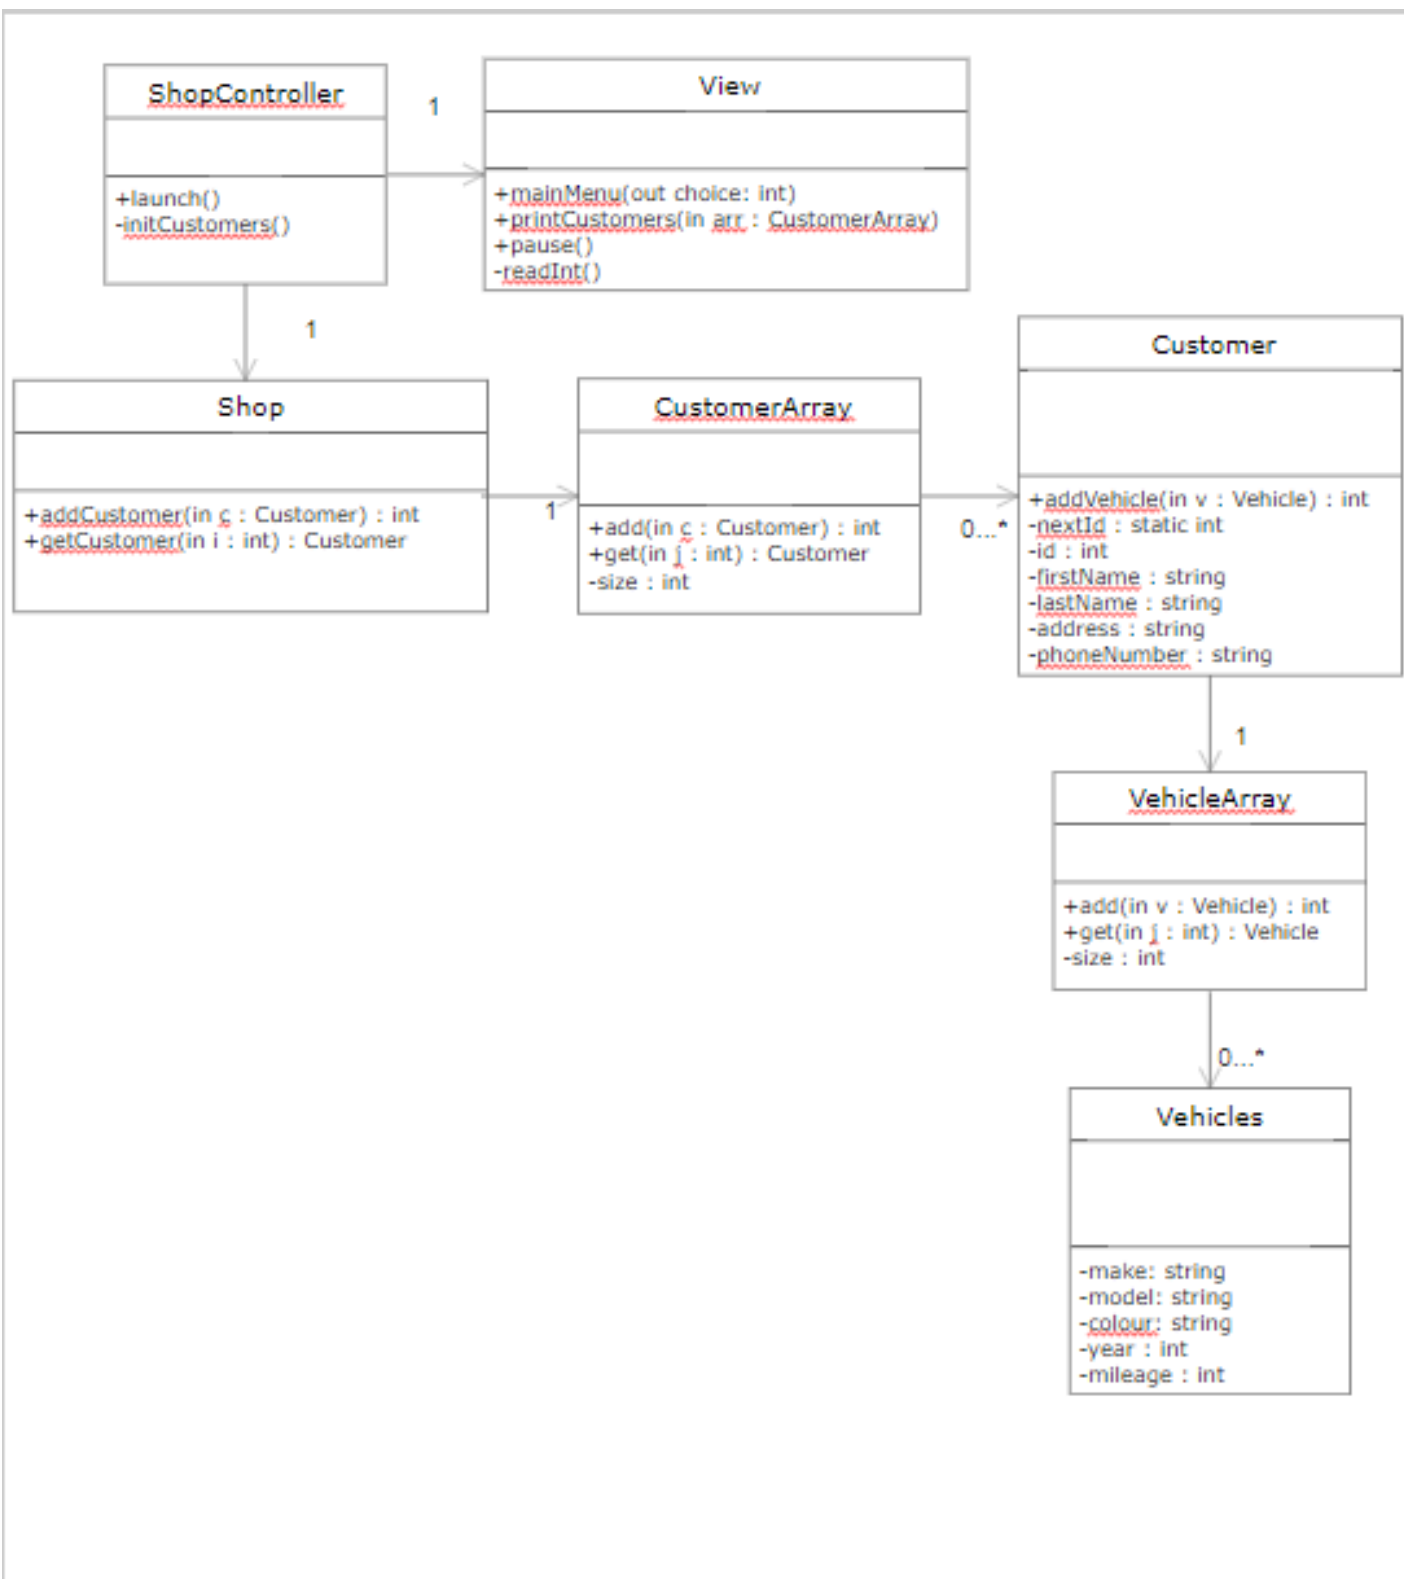 ShopController
+launch()
-initCustomers()
1
View
+mainMenu(out choice: int)
+printCustomers(in arr : CustomerArray)
+pause()
-readInt()
1
Shop
+addCustomer(in c : Customer) : int
+getCustomer(in i : int) : Customer
1
CustomerArray
+add(in c : Customer) : int
+get(in j : int) : Customer
-size : int
0...*
Customer
+addVehicle(in v : Vehicle) : int
-nextId : static int
-id : int
-firstName : string
-lastName : string
-address : string
-phoneNumber : string
1
VehicleArray
+add(in v : Vehicle) : int
+get(in j : int) : Vehicle
-size : int
0...*
Vehicles
-make: string
-model: string
-colour: string
-year : int
-mileage : int